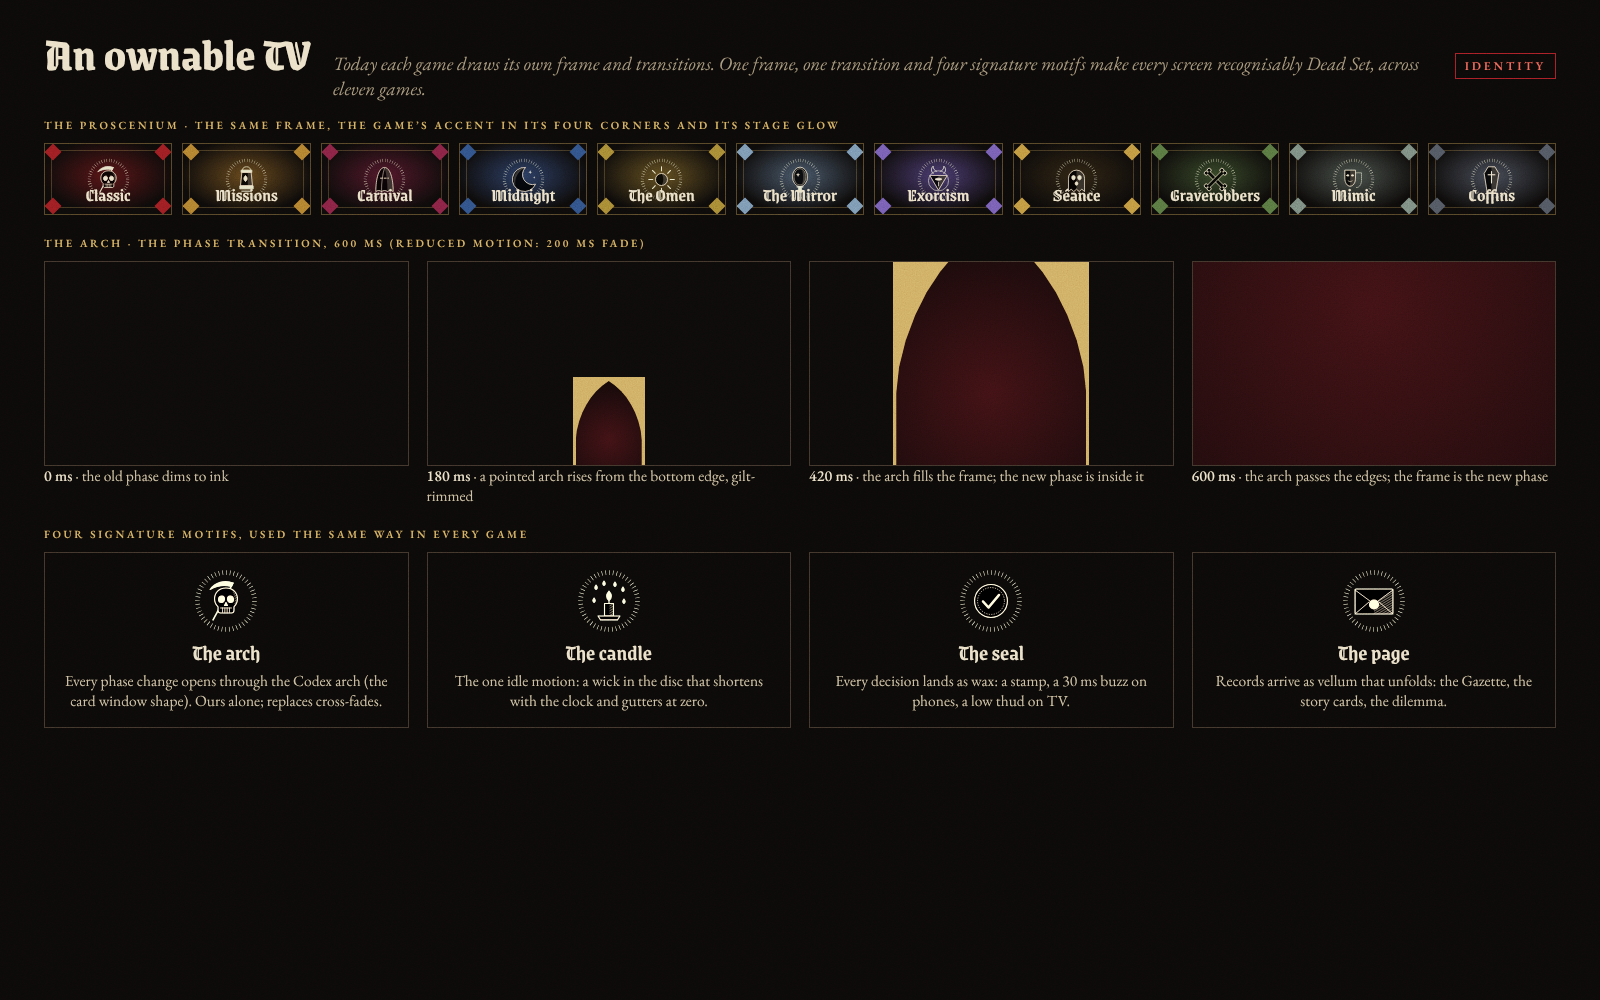 An ownable TV
Today each game draws its own frame and transitions. One frame, one transition and four signature motifs make every screen recognisably Dead Set, across
eleven games.
IDENTITY
THE PROSCENIUM · THE SAME FRAME, THE GAME’S ACCENT IN ITS FOUR CORNERS AND ITS STAGE GLOW
Classic
Missions
Carnival
Midnight
The Omen
The Mirror
Exorcism
Séance
Graverobbers
Mimic
Coffins
THE ARCH · THE PHASE TRANSITION, 600 MS (REDUCED MOTION: 200 MS FADE)
0 ms · the old phase dims to ink
180 ms · a pointed arch rises from the bottom edge, gilt-
rimmed
420 ms · the arch fills the frame; the new phase is inside it
600 ms · the arch passes the edges; the frame is the new phase
FOUR SIGNATURE MOTIFS, USED THE SAME WAY IN EVERY GAME
The arch
Every phase change opens through the Codex arch (the
card window shape). Ours alone; replaces cross-fades.
The candle
The one idle motion: a wick in the disc that shortens
with the clock and gutters at zero.
The seal
Every decision lands as wax: a stamp, a 30 ms buzz on
phones, a low thud on TV.
The page
Records arrive as vellum that unfolds: the Gazette, the
story cards, the dilemma.